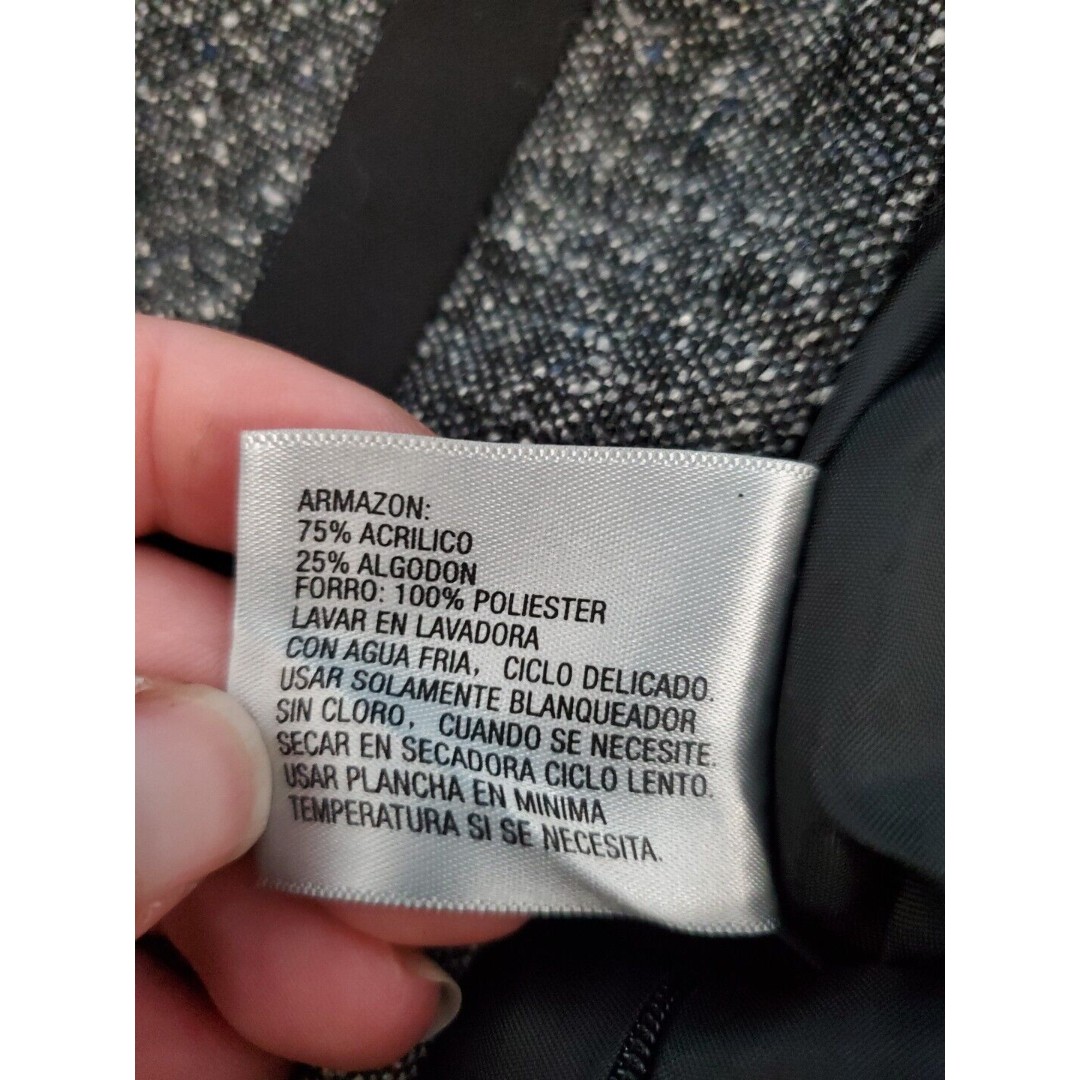 ARMAZON:
75% ACRILICO
25% ALGODON
FORRO: 100% POLIESTER
LAVAR EN LAVADORA
CON AGUA FRIA, CICLO DELICADO.
USAR SOLAMENTE BLANQUEADOR
SIN CLORO, CUANDO SE NECESITE.
SECAR EN SECADORA CICLO LENTO.
USAR PLANCHA EN MINIMA
TEMPERATURA SI SE NECESITA.